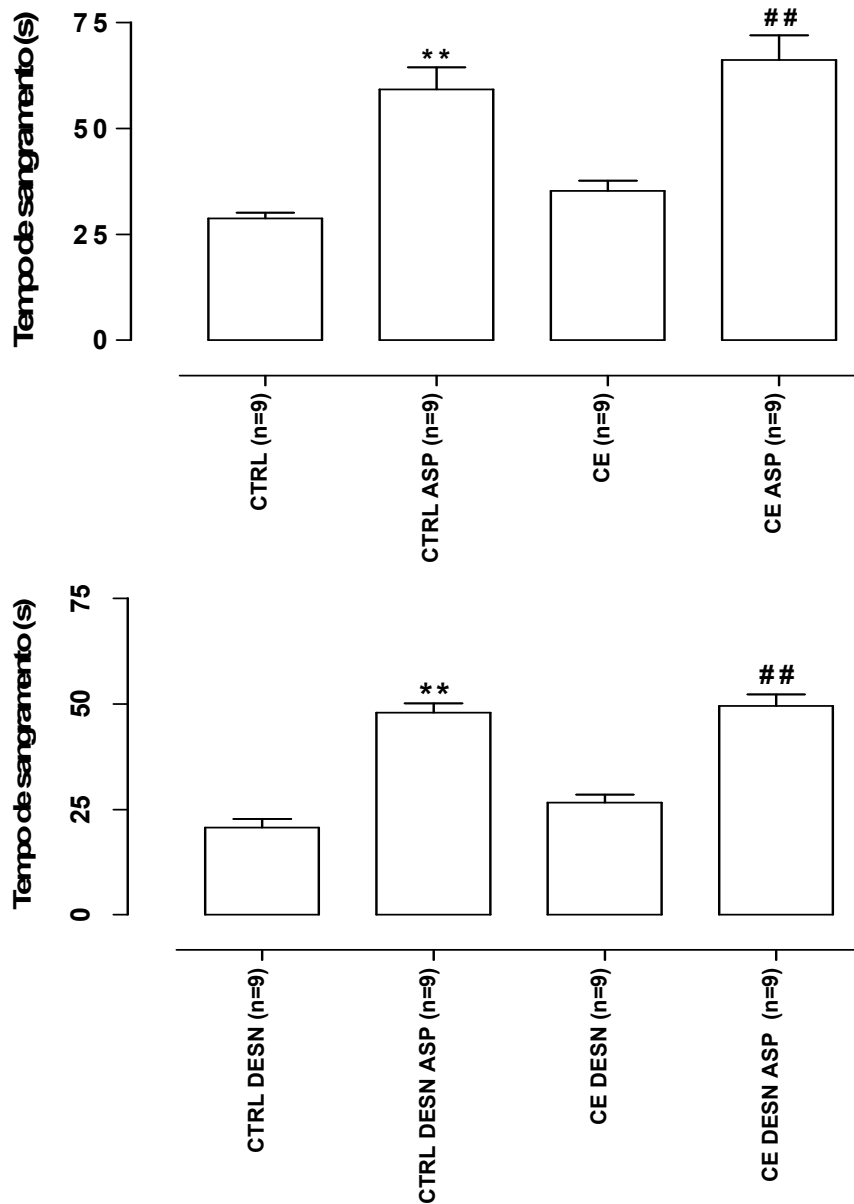 Tempo de sangramento (s)
75
50
25
0
**
##
CTRL (n=9)
CTRL ASP (n=9)
CE (n=9)
CE ASP (n=9)
Tempo de sangramento (s)
75
50
25
0
**
##
CTRL DESN (n=9)
CTRL DESN ASP (n=9)
CE DESN (n=9)
CE DESN ASP (n=9)